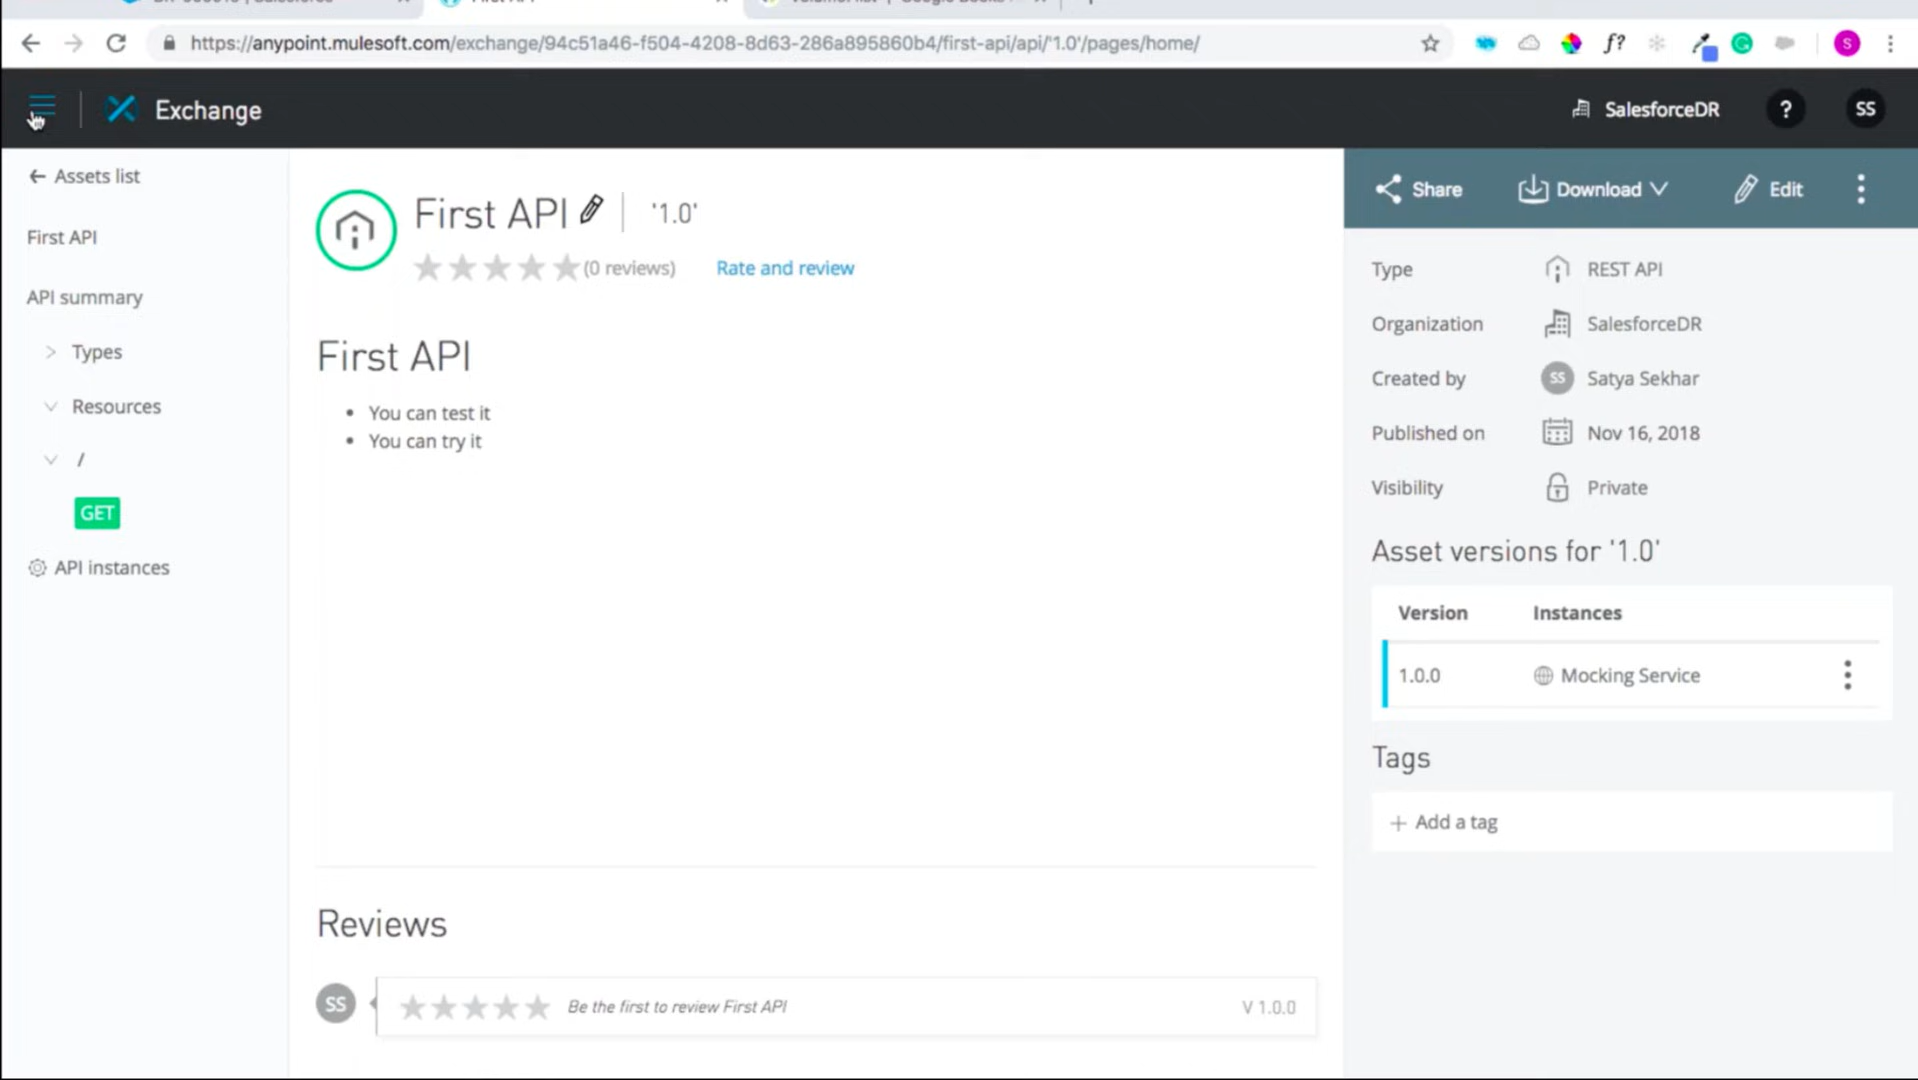 https://anypoint.mulesoft.com/exchange/94c51a46-f504-4208-8d63-286a895860b4/first-api/api/'1.0'/pages/home/
f?
S
Exchange
SalesforceDR
?
SS
Assets list
First API
API summary
Types
Resources
/
GET
API instances
First API
'1.0'
(0 reviews)
Rate and review
First API
• You can test it
• You can try it
Reviews
SS
Be the first to review First API
V 1.0.0
Share
Download
Edit
Type
REST API
Organization
SalesforceDR
Created by
SS
Satya Sekhar
Published on
Nov 16, 2018
Visibility
Private
Asset versions for '1.0'
Version
Instances
1.0.0
Mocking Service
Tags
+ Add a tag